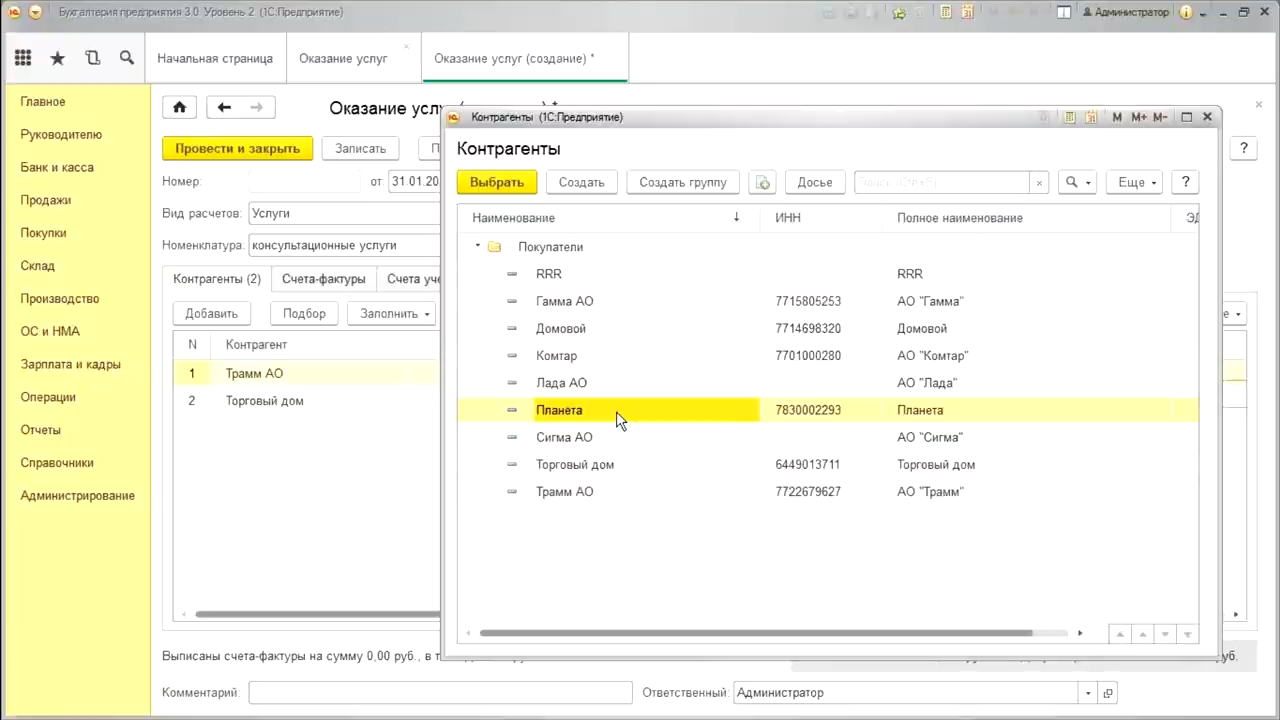 Бухгалтерия предприятия 3.0 Уровень 2 (1С:Предприятие)
M M+ M- Администратор
Начальная страница
Оказание услуг
Оказание услуг (создание) *
Главное
Руководителю
Банк и касса
Продажи
Покупки
Склад
Производство
ОС и НМА
Зарплата и кадры
Операции
Отчеты
Справочники
Администрирование
Провести и закрыть
Записать
?
Номер:
от: 31.01.20
Вид расчетов: Услуги
Номенклатура: консультационные услуги
Контрагенты (2)
Счета-фактуры
Добавить
Подбор
Заполнить
N Контрагент
1 Трамм АО
2 Торговый дом
Выписаны счета-фактуры на сумму 0,00 руб., в т
Комментарий:
Ответственный: Администратор
Контрагенты (1С:Предприятие)
M M+ M-
Контрагенты
Выбрать
Создать
Создать группу
Досье
Поиск (Ctrl+F)
Еще
?
Наименование ИНН Полное наименование
Покупатели
RRR RRR
Гамма АО 7715805253 АО "Гамма"
Домовой 7714698320 Домовой
Комтар 7701000280 АО "Комтар"
Лада АО АО "Лада"
Планета 7830002293 Планета
Сигма АО АО "Сигма"
Торговый дом 6449013711 Торговый дом
Трамм АО 7722679627 АО "Трамм"